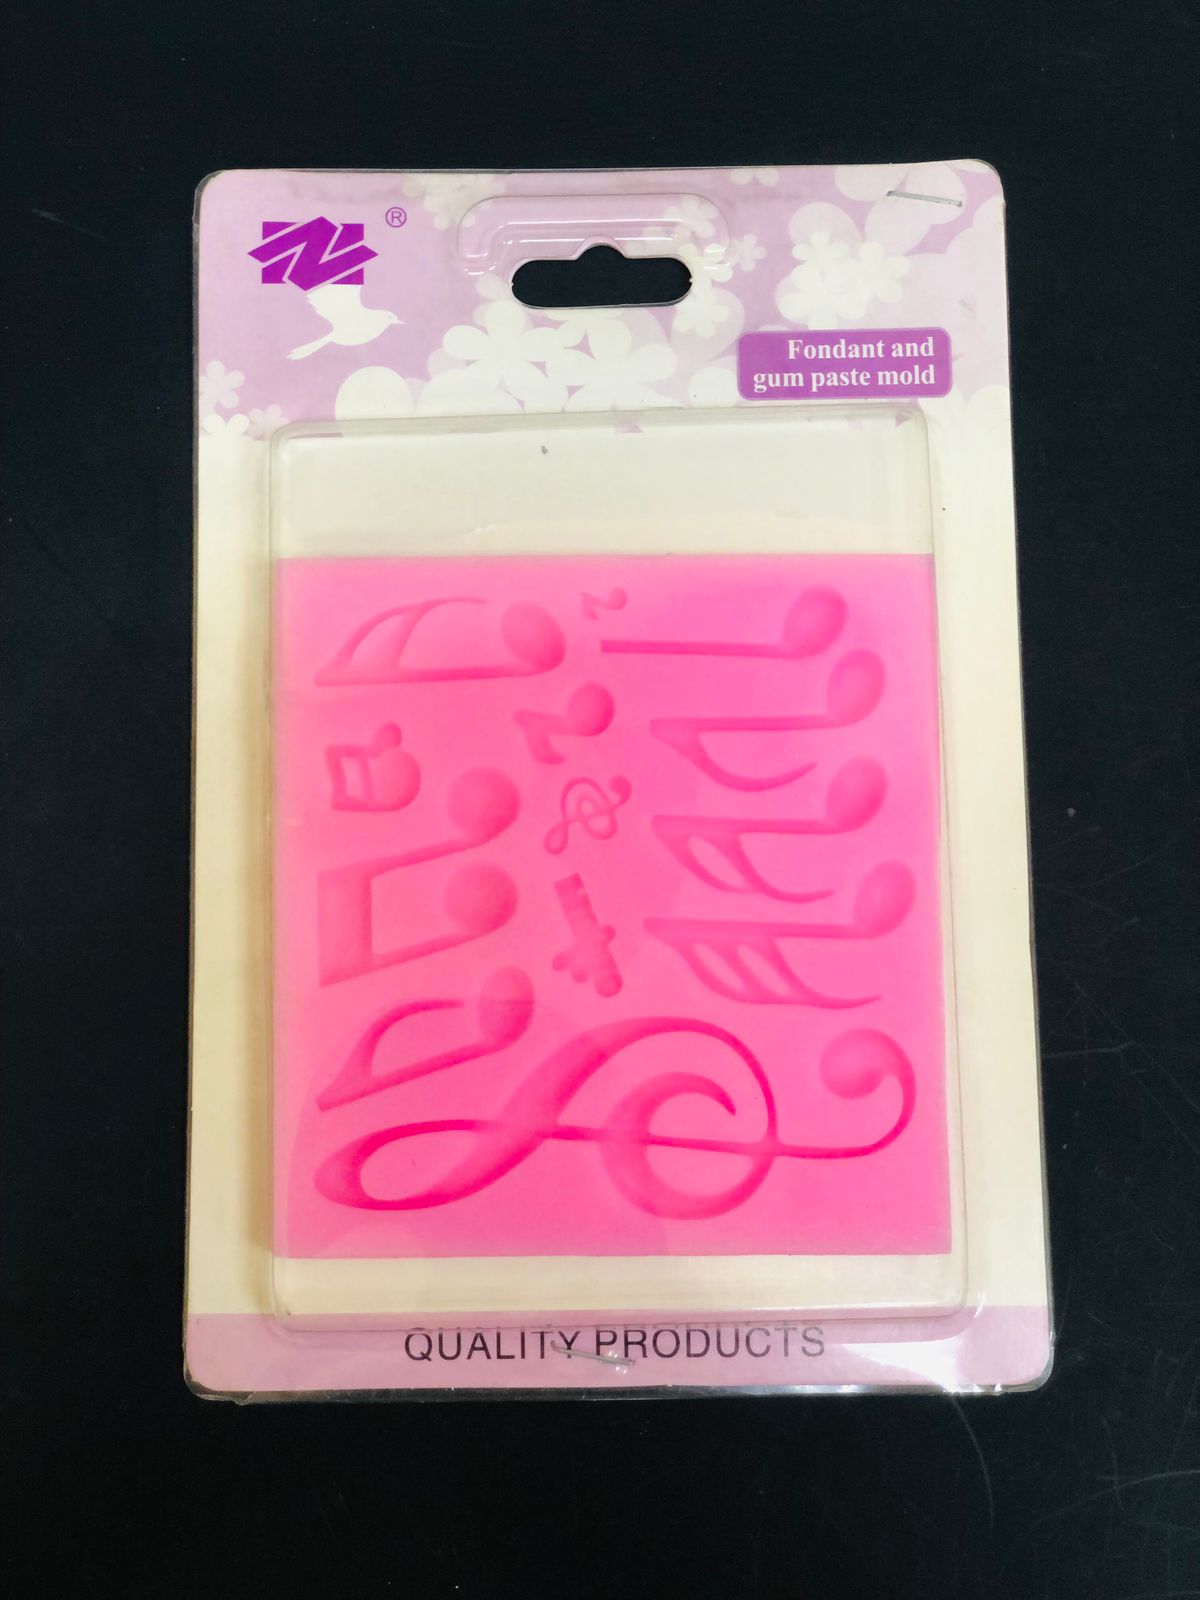 ®
Fondant and
gum paste mold
QUALITY PRODUCTS